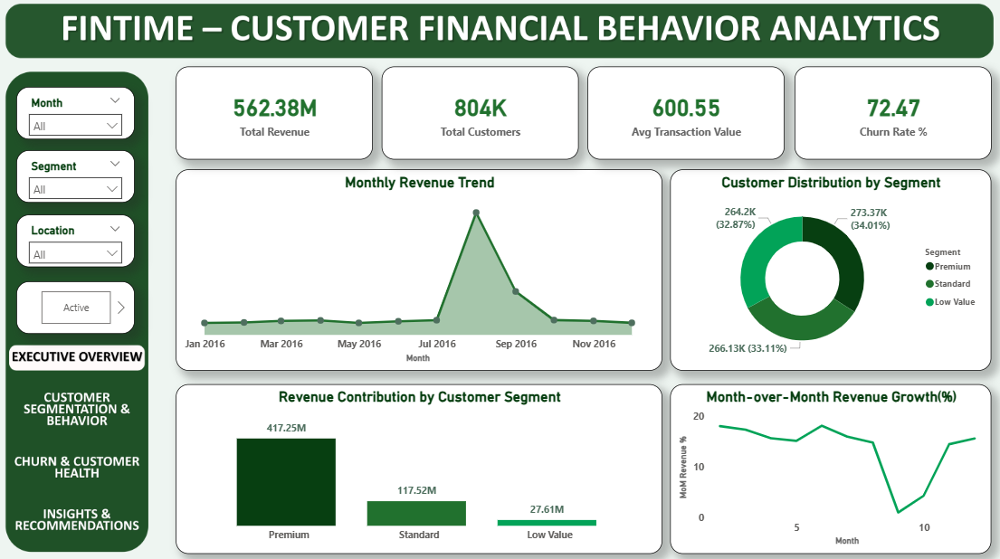 FINTIME – CUSTOMER FINANCIAL BEHAVIOR ANALYTICS
Month
All
Segment
All
Location
All
Active
EXECUTIVE OVERVIEW
CUSTOMER
SEGMENTATION &
BEHAVIOR
CHURN & CUSTOMER
HEALTH
INSIGHTS &
RECOMMENDATIONS
562.38M
Total Revenue
804K
Total Customers
600.55
Avg Transaction Value
72.47
Churn Rate %
Monthly Revenue Trend
Jan 2016 Mar 2016 May 2016 Jul 2016 Sep 2016 Nov 2016
Month
Customer Distribution by Segment
264.2K
(32.87%)
273.37K
(34.01%)
266.13K (33.11%)
Segment
Premium
Standard
Low Value
Revenue Contribution by Customer Segment
417.25M
117.52M
27.61M
Premium Standard Low Value
Month-over-Month Revenue Growth(%)
MoM Revenue %
20
10
0
5 10
Month